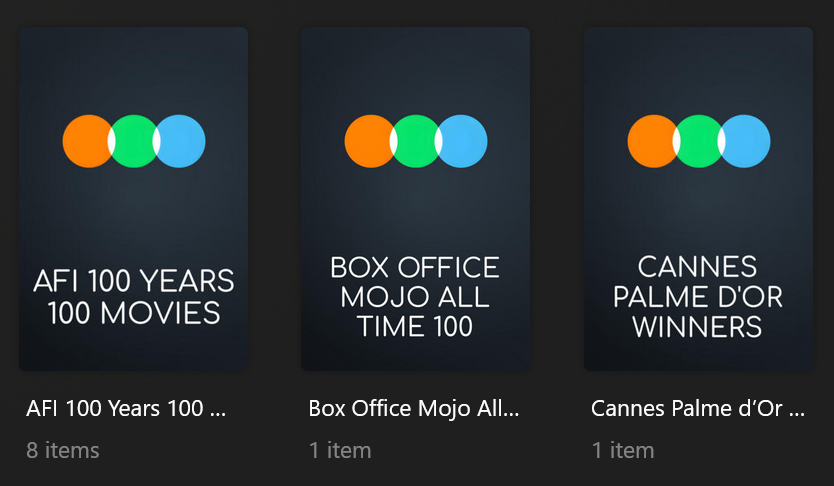 AFI 100 YEARS
100 MOVIES
AFI 100 Years 100 ...
8 items
BOX OFFICE
MOJO ALL
TIME 100
Box Office Mojo All...
1 item
CANNES
PALME D'OR
WINNERS
Cannes Palme d’Or ...
1 item